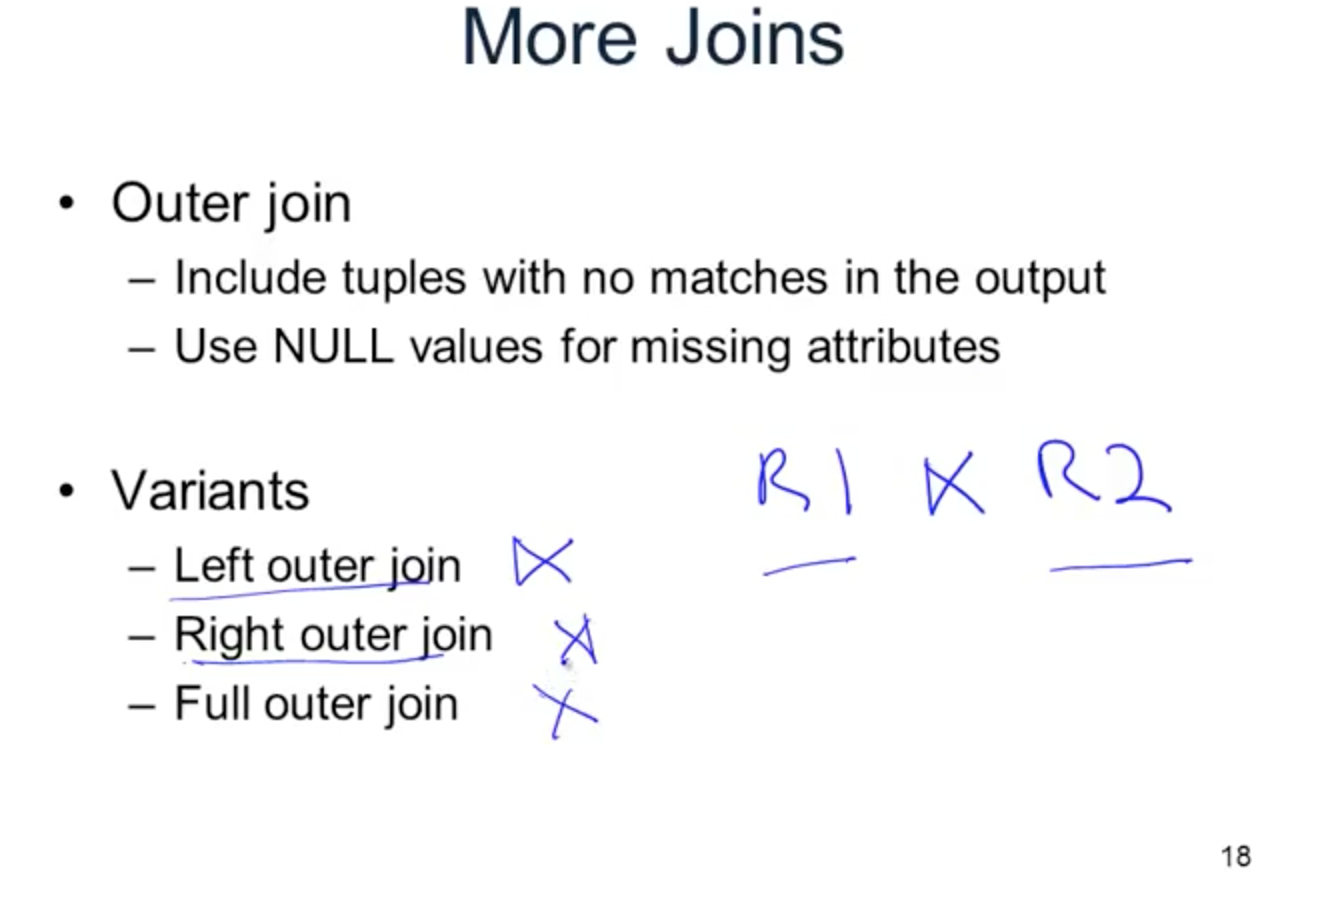 More Joins
• Outer join
– Include tuples with no matches in the output
– Use NULL values for missing attributes
• Variants
R1 ⋉ R2
– Left outer join ⋉
– Right outer join ⋊
– Full outer join ×
18